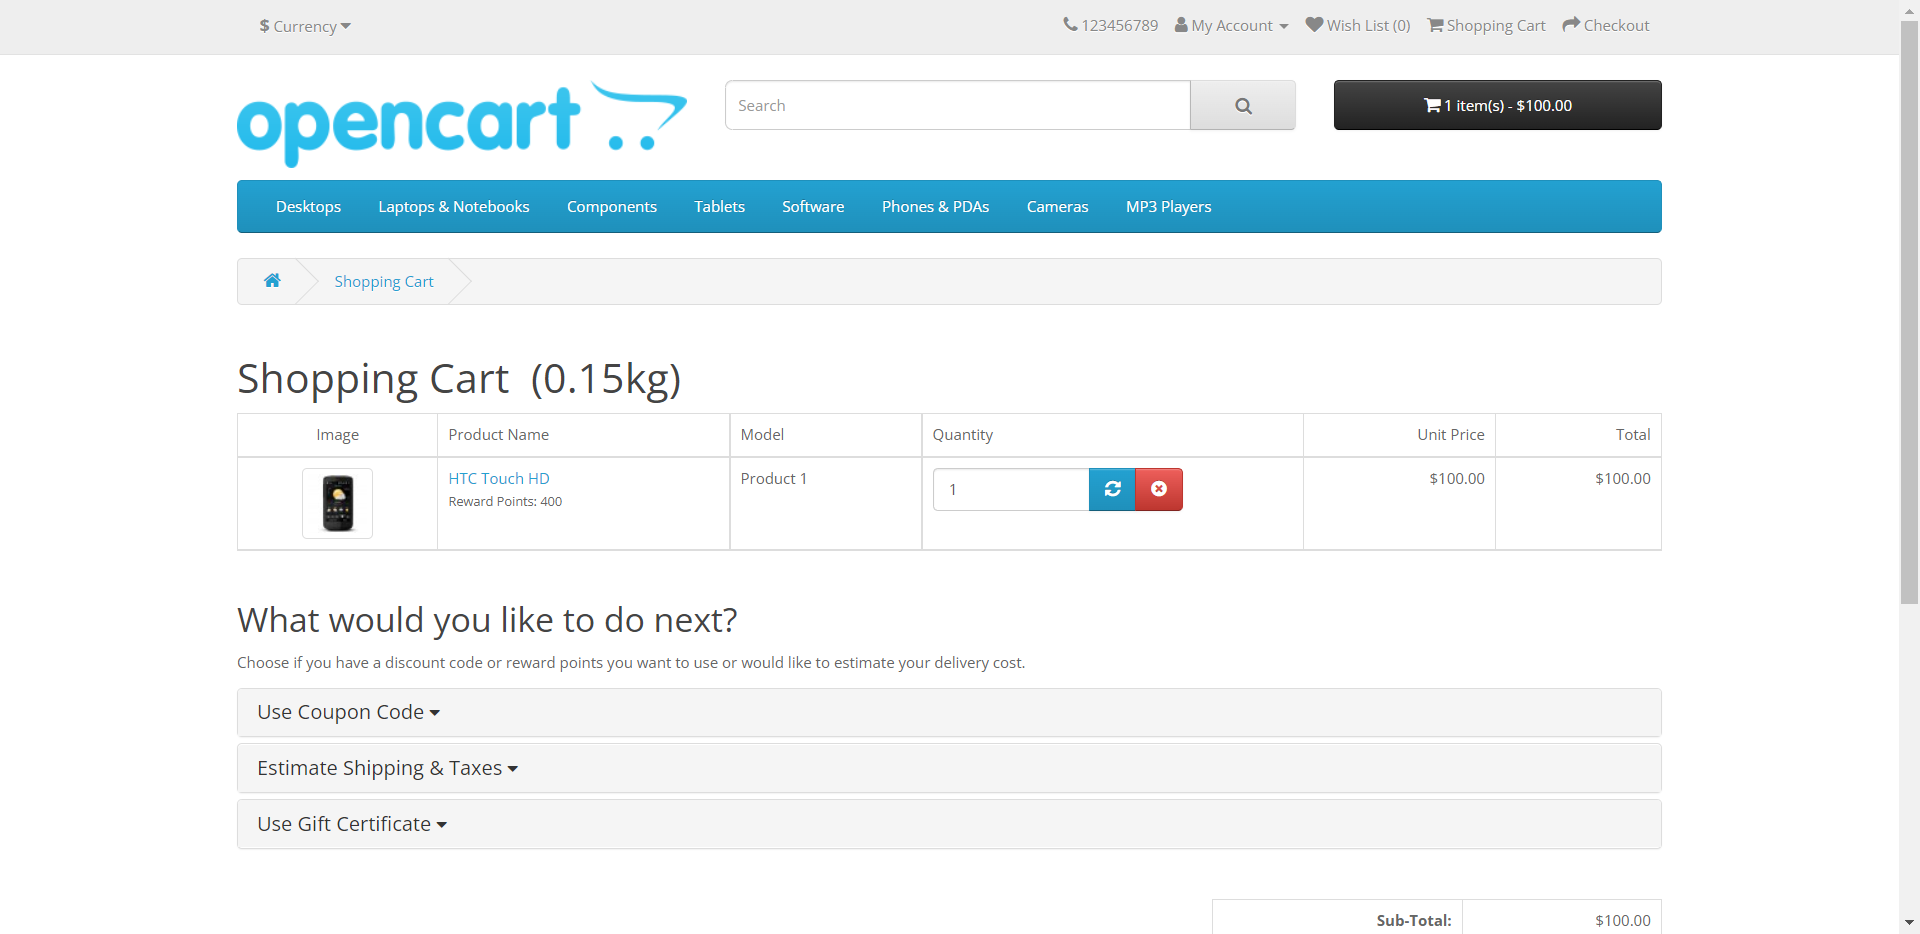 $ Currency
123456789 My Account Wish List (0) Shopping Cart Checkout
opencart
Search
1 item(s) - $100.00
Desktops Laptops & Notebooks Components Tablets Software Phones & PDAs Cameras MP3 Players
Shopping Cart
Shopping Cart (0.15kg)
Image Product Name Model Quantity Unit Price Total
HTC Touch HD Product 1 1 $100.00 $100.00
Reward Points: 400
What would you like to do next?
Choose if you have a discount code or reward points you want to use or would like to estimate your delivery cost.
Use Coupon Code
Estimate Shipping & Taxes
Use Gift Certificate
Sub-Total: $100.00